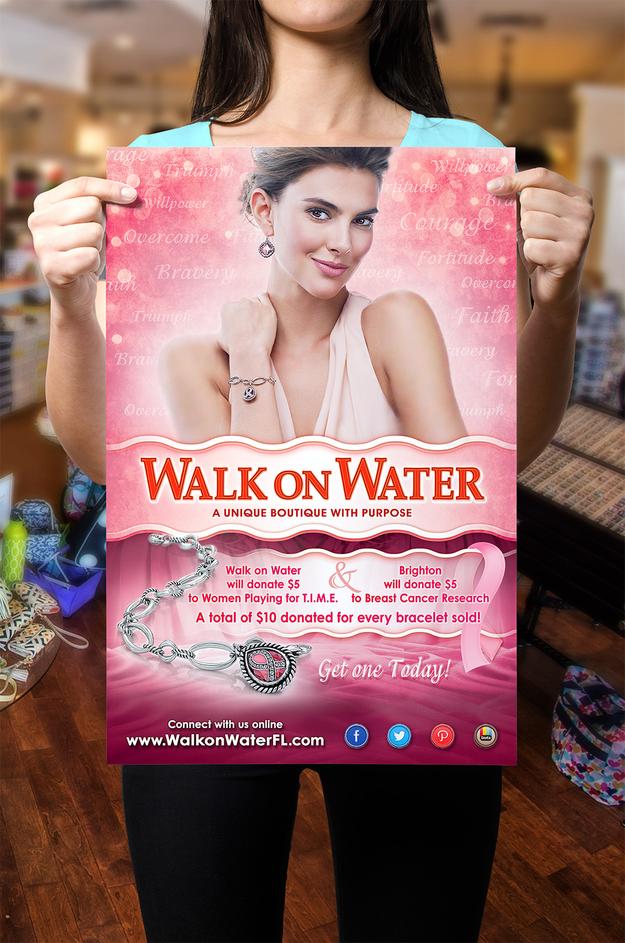 Triumph
Willpower
Willpower
Courage
Overcome
Fortitude
Bravery
Faith
Triumph
WALK ON WATER
A UNIQUE BOUTIQUE WITH PURPOSE
Walk on Water
will donate $5
to Women Playing for T.I.M.E.
&
Brighton
will donate $5
to Breast Cancer Research
A total of $10 donated for every bracelet sold!
Get one Today!
Connect with us online
www.WalkonWaterFL.com